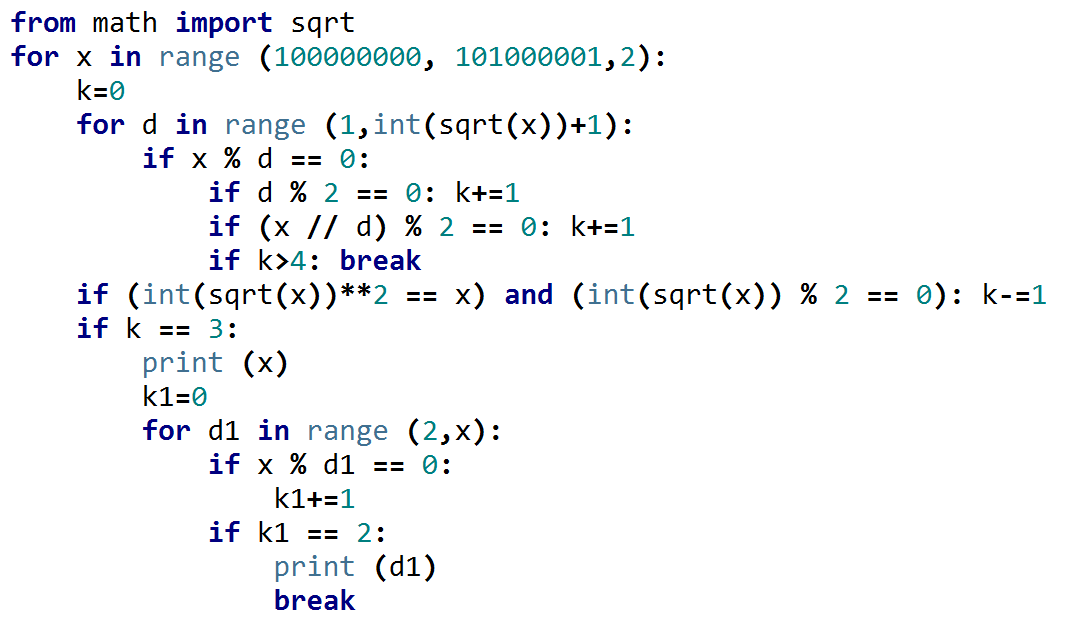 from math import sqrt
for x in range (100000000, 101000001,2):
    k=0
    for d in range (1,int(sqrt(x))+1):
        if x % d == 0:
            if d % 2 == 0: k+=1
            if (x // d) % 2 == 0: k+=1
            if k>4: break
    if (int(sqrt(x))**2 == x) and (int(sqrt(x)) % 2 == 0): k-=1
    if k == 3:
        print (x)
        k1=0
        for d1 in range (2,x):
            if x % d1 == 0:
                k1+=1
            if k1 == 2:
                print (d1)
                break